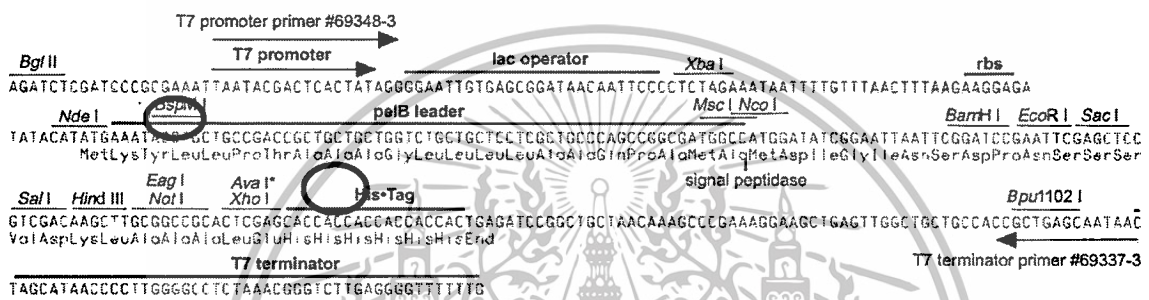 T7 promoter primer #69348-3
Bgl II T7 promoter lac operator Xba I rbs
AGATCTCGATCCCGCGAAATTAATACGACTCACTATAGGGGAATTGTGAGCGGATAACAATTCCCCTCTAGAAATAATTTTGTTTAACTTTAAGAAGGAGA
Nde I pelB leader Msc I Nco I BamH I EcoR I Sac I
TATACATATGAAATA GCTGCCGACCGCTGCTGCTGGTCTGCTGCTCCTCGCTGCCCAGCCGGCGATGGCCATGGATATCGGAATTAATTCGGATCCGAATTCGAGCTCC
MetLysTyrLeuLeuProThrAlaAlaAlaGlyLeuLeuLeuLeuAlaAlaGlnProAlaMetAlaMetAspIleGlyIleAsnSerAspProAsnSerSerSer
signal peptidase
Sal I Hind III Eag I Not I Ava I* Xho I His•Tag Bpu1102 I
GTCGACAAGCTTGCGGCCGCACTCGAGCACCACCACCACCACCACTGAGATCCGGCTGCTAACAAAGCCCGAAAGGAAGCTGAGTTGGCTGCTGCCACCGCTGAGCAATAAC
ValAspLysLeuAlaAlaAlaLeuGluHisHisHisHisHisHisEnd
T7 terminator T7 terminator primer #69337-3
TAGCATAACCCCTTGGGGCCTCTAAACGGGTCTTGAGGGGTTTTTTG